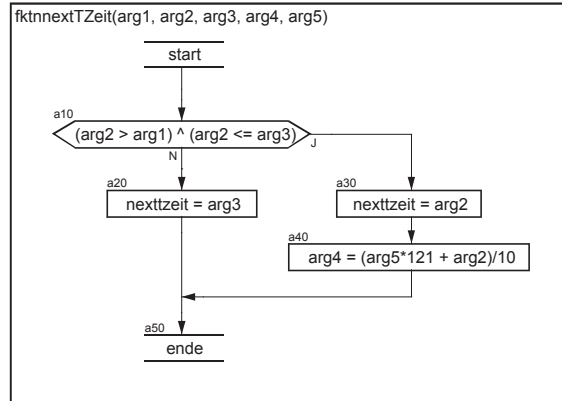 fktnnextTZeit(arg1, arg2, arg3, arg4, arg5)
start
a10
(arg2 > arg1) ^ (arg2 <= arg3)
N
J
a20
nexttzeit = arg3
a30
nexttzeit = arg2
a40
arg4 = (arg5*121 + arg2)/10
a50
ende